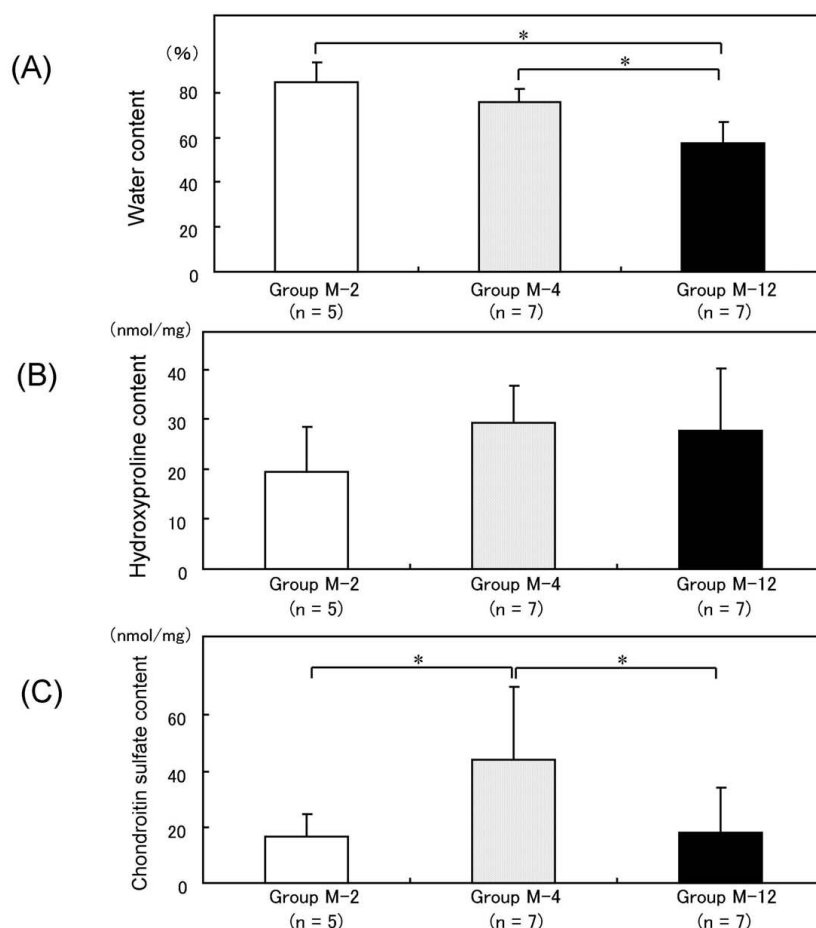 (A)
(%)
Water content
80
60
40
20
0
*
*
Group M-2
(n = 5)
Group M-4
(n = 7)
Group M-12
(n = 7)
(B)
(nmol/mg)
Hydroxyproline content
40
30
20
10
0
Group M-2
(n = 5)
Group M-4
(n = 7)
Group M-12
(n = 7)
(C)
(nmol/mg)
Chondroitin sulfate content
60
40
20
0
*
*
Group M-2
(n = 5)
Group M-4
(n = 7)
Group M-12
(n = 7)